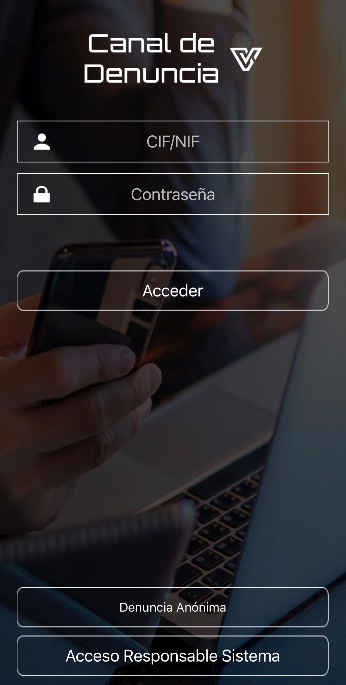 Canal de
Denuncia
CIF/NIF
Contraseña
Acceder
Denuncia Anónima
Acceso Responsable Sistema